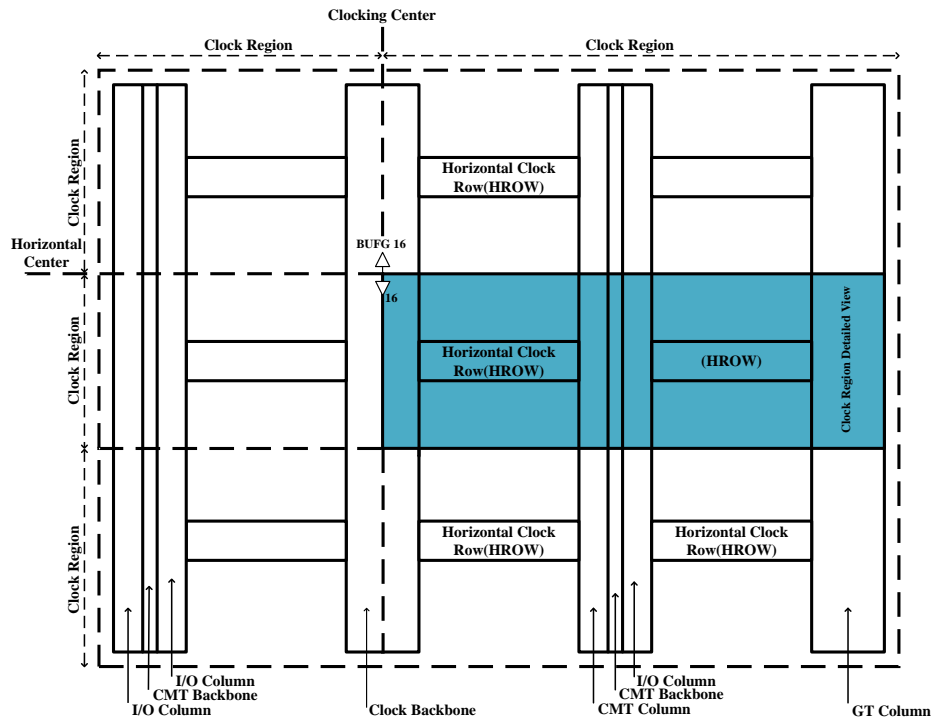 Clocking Center
Clock Region
Clock Region
Clock Region
Horizontal Clock
Row(HROW)
BUFG 16
Horizontal
Center
16
Clock Region
Horizontal Clock
Row(HROW)
(HROW)
Clock Region Detailed View
Clock Region
Horizontal Clock
Row(HROW)
Horizontal Clock
Row(HROW)
I/O Column
CMT Backbone
I/O Column
Clock Backbone
I/O Column
CMT Backbone
CMT Column
GT Column